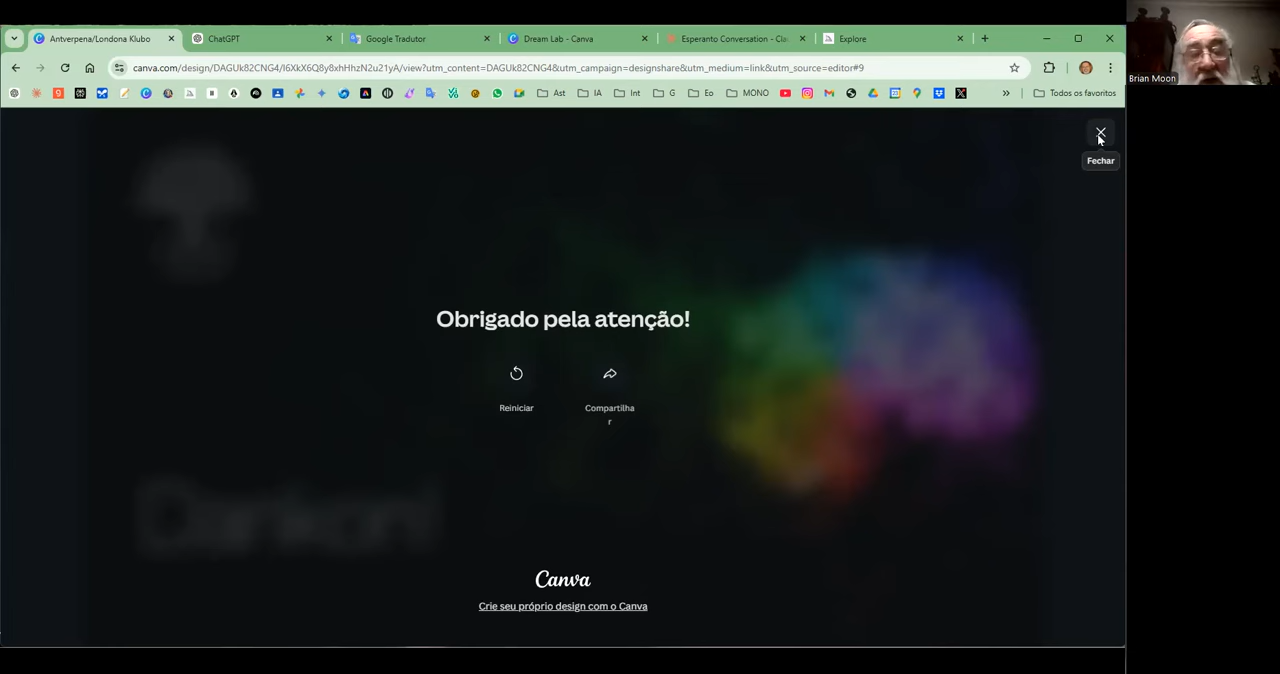 Antverpena/Londona Klubo
ChatGPT
Google Tradutor
Dream Lab - Canva
Esperanto Conversation - Cla
Explore
canva.com/design/DAGUk82CNG4/I6XkX6Q8y8xhHhzN2u21yA/view?utm_content=DAGUk82CNG4&utm_campaign=designshare&utm_medium=link&utm_source=editor#9
Ast
IA
Int
G
Eo
MONO
Todos os favoritos
Brian Moon
Fechar
Obrigado pela atenção!
Reiniciar
Compartilha
r
Dankon!
Canva
Crie seu próprio design com o Canva